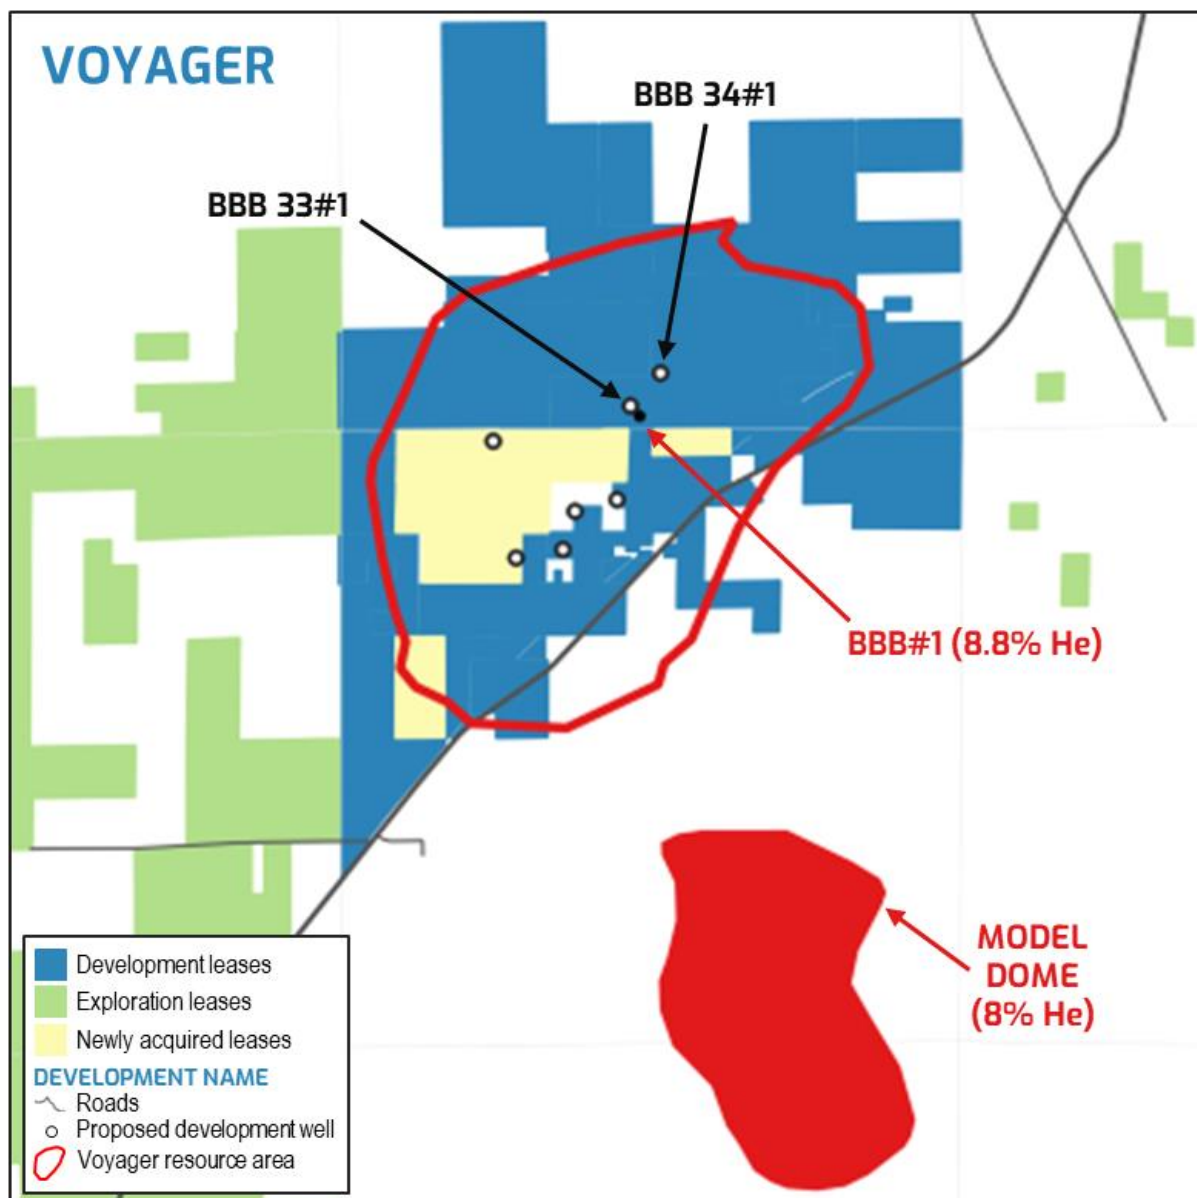 VOYAGER
BBB 34#1
BBB 33#1
BBB#1 (8.8% He)
MODEL
DOME
(8% He)
Development leases
Exploration leases
Newly acquired leases
DEVELOPMENT NAME
Roads
Proposed development well
Voyager resource area